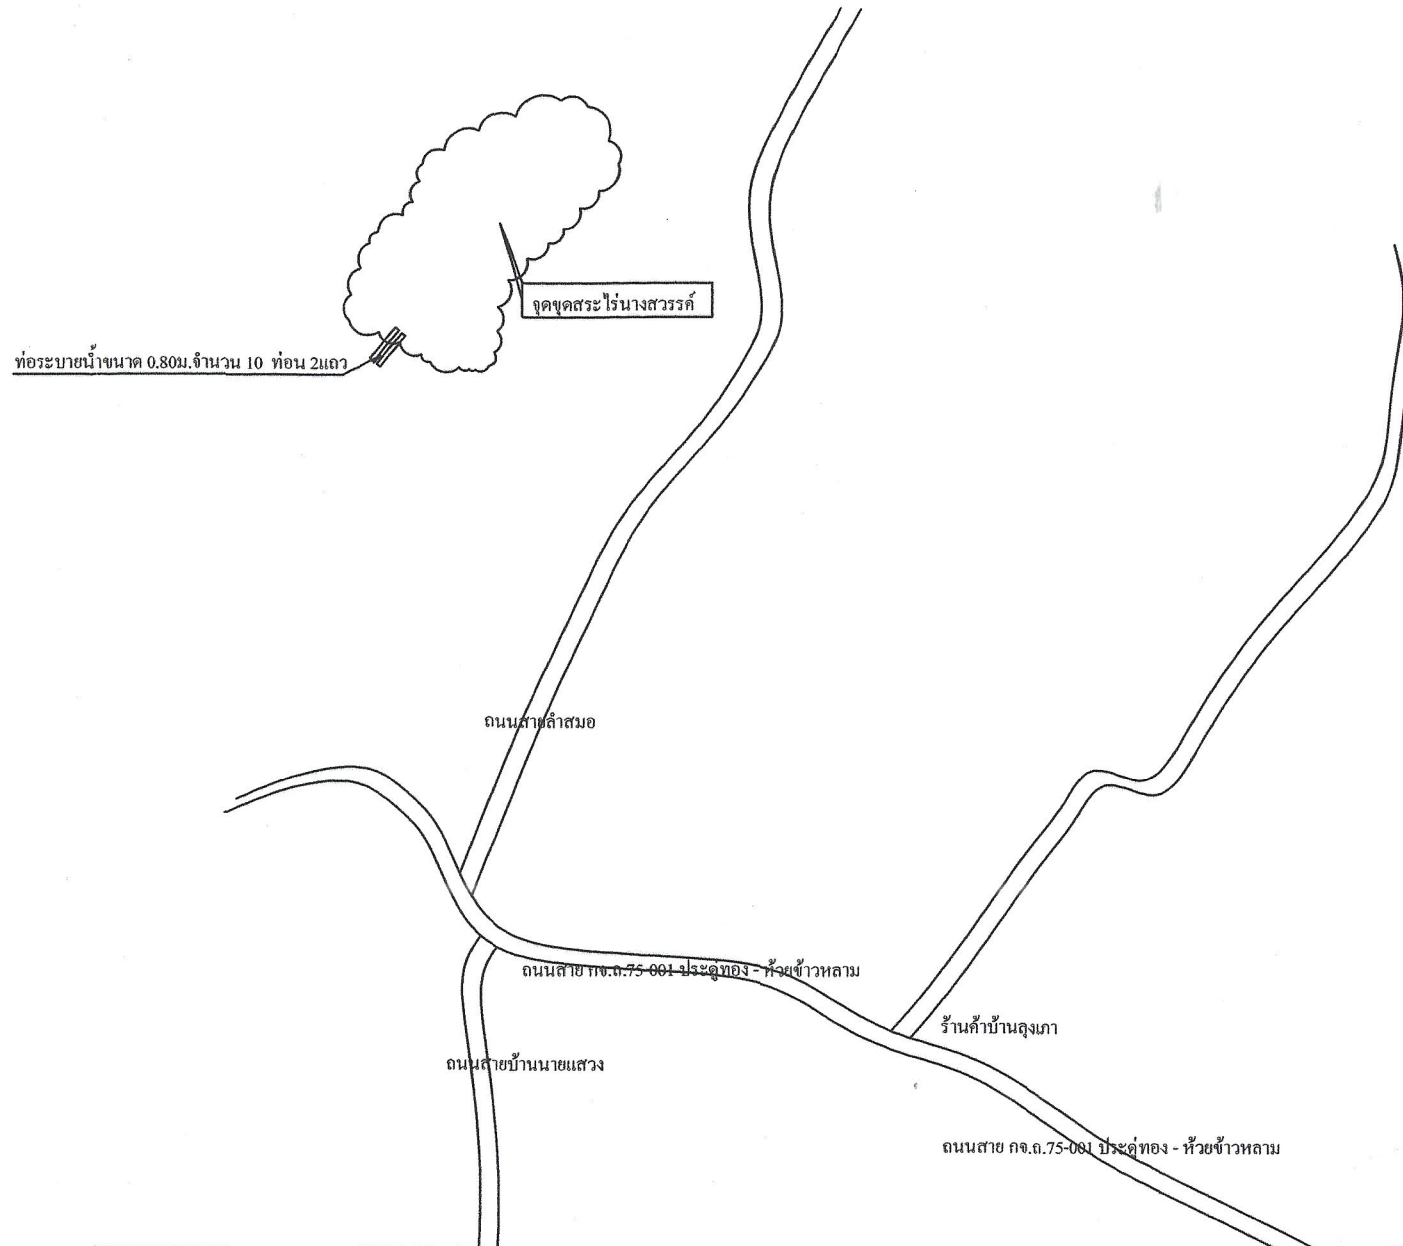 จุดขุดสระไร่นางสวรรค์
ท่อระบายน้ำขนาด 0.80ม.จำนวน 10 ท่อน 2แถว
ถนนสายลำสมอ
ถนนสาย กจ.ถ.75-001 ประดู่ทอง - ห้วยข้าวหลาม
ร้านค้าบ้านลุงเภา
ถนนสายบ้านนายแสวง
ถนนสาย กจ.ถ.75-001 ประดู่ทอง - ห้วยข้าวหลาม